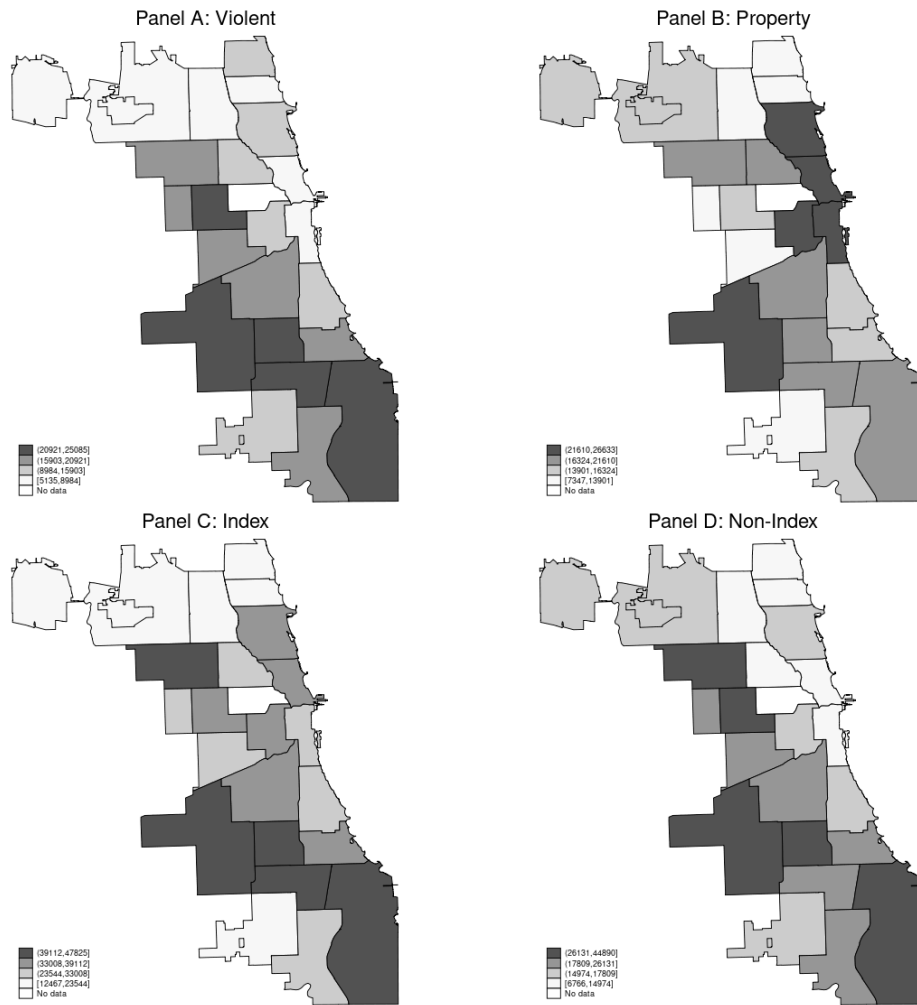 Panel A: Violent
Panel B: Property
(20921,25085]
(15903,20921]
(8984,15903]
[5135,8984]
No data
(21610,26633]
(16324,21610]
(13901,16324]
[7347,13901]
No data
Panel C: Index
Panel D: Non-Index
(39112,47825]
(33008,39112]
(23544,33008]
[12467,23544]
No data
(26131,44890]
(17809,26131]
(14974,17809]
[6766,14974]
No data